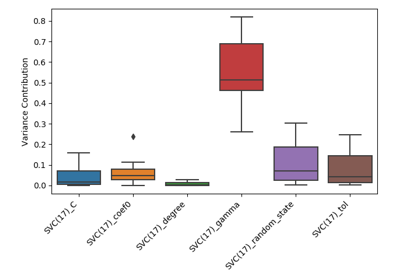 Variance Contribution
0.8
0.7
0.6
0.5
0.4
0.3
0.2
0.1
0.0
SVC(17)_C
SVC(17)_coef0
SVC(17)_degree
SVC(17)_gamma
SVC(17)_random_state
SVC(17)_tol